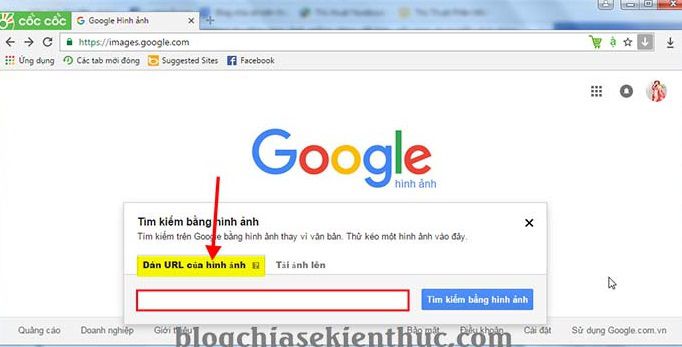 cốc cốc
Google Hình ảnh
https://images.google.com
Ứng dụng Các tab mới đóng Suggested Sites Facebook
Google
hình ảnh
Tìm kiếm bằng hình ảnh
Tìm kiếm trên Google bằng hình ảnh thay vì văn bản. Thử kéo một hình ảnh vào đây.
Dán URL của hình ảnh Tải ảnh lên
Tìm kiếm bằng hình ảnh
Quảng cáo Doanh nghiệp Giới thiệu Bảo mật Điều khoản Cài đặt Sử dụng Google.com.vn
blogchiasekienthuc.com